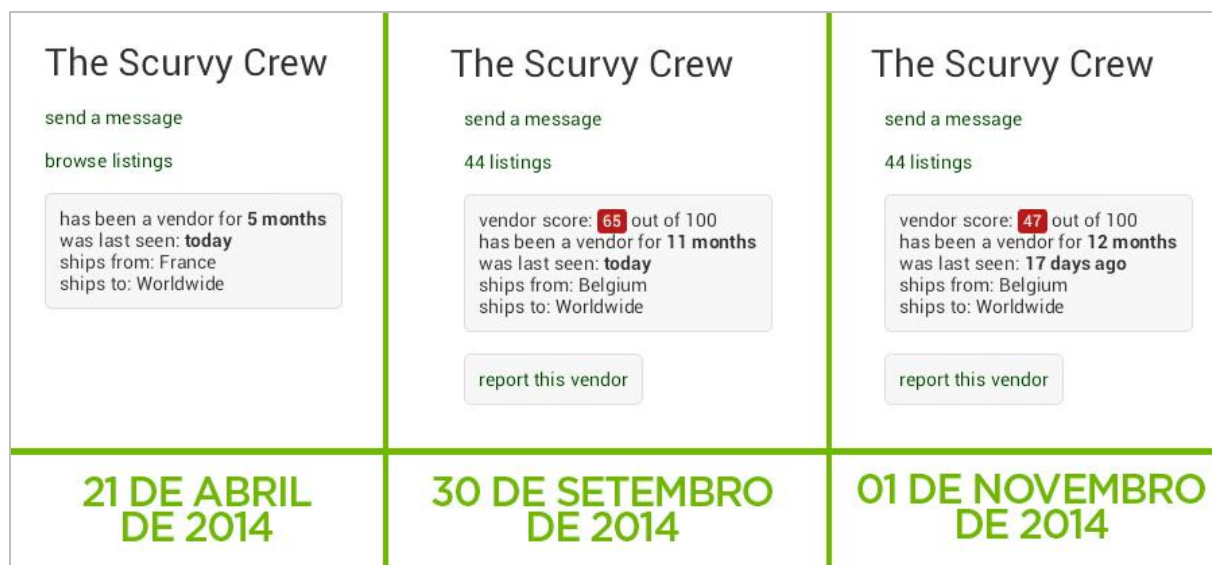 The Scurvy Crew
send a message
browse listings
has been a vendor for 5 months
was last seen: today
ships from: France
ships to: Worldwide
21 DE ABRIL
DE 2014
The Scurvy Crew
send a message
44 listings
vendor score: 65 out of 100
has been a vendor for 11 months
was last seen: today
ships from: Belgium
ships to: Worldwide
report this vendor
30 DE SETEMBRO
DE 2014
The Scurvy Crew
send a message
44 listings
vendor score: 47 out of 100
has been a vendor for 12 months
was last seen: 17 days ago
ships from: Belgium
ships to: Worldwide
report this vendor
01 DE NOVEMBRO
DE 2014